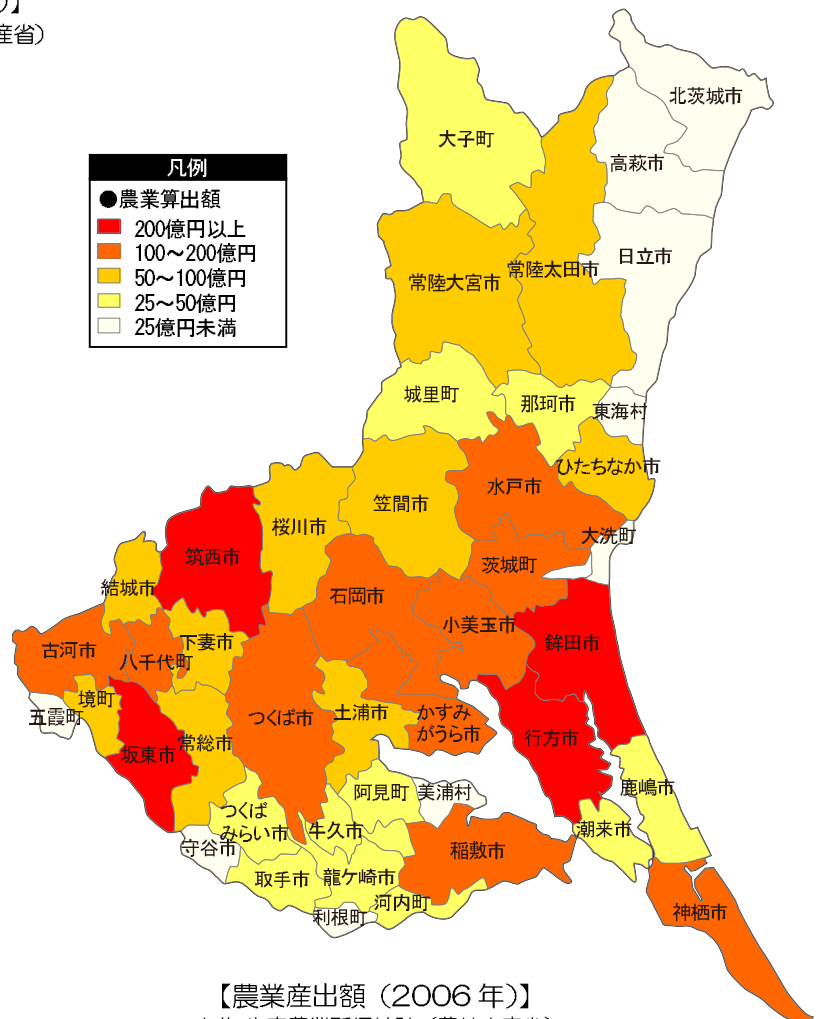 産省）
凡例
●農業算出額
200億円以上
100～200億円
50～100億円
25～50億円
25億円未満
北茨城市
大子町
高萩市
日立市
常陸太田市
常陸大宮市
城里町
那珂市
東海村
ひたちなか市
水戸市
笠間市
桜川市
大洗町
筑西市
茨城町
結城市
石岡市
小美玉市
鉾田市
古河市
八千代町
下妻市
境町
五霞町
つくば市
土浦市
かすみ
がうら市
行方市
坂東市
常総市
鹿嶋市
阿見町
美浦村
つくば
みらい市
牛久市
潮来市
守谷市
稲敷市
取手市
龍ケ崎市
河内町
利根町
神栖市
【農業産出額（2006年）】